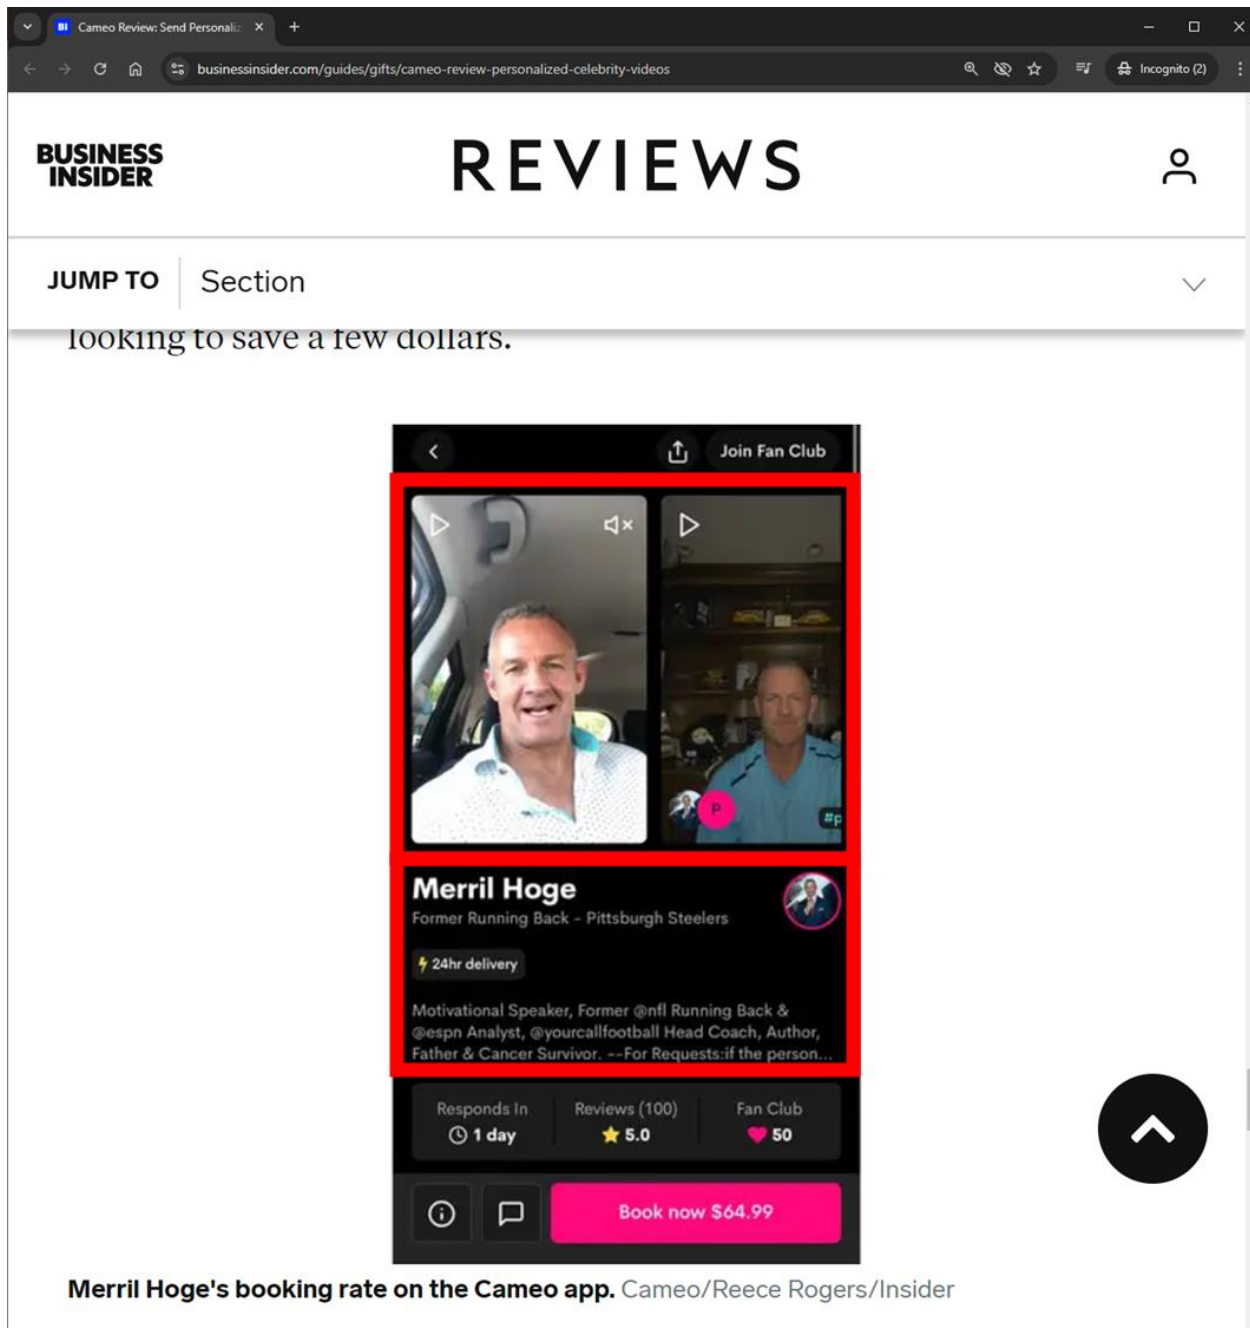 Cameo Review: Send Personaliz
businessinsider.com/guides/gifts/cameo-review-personalized-celebrity-videos
Incognito (2)
BUSINESS
INSIDER
REVIEWS
JUMP TO
Section
looking to save a few dollars.
Join Fan Club
P
#p
Merril Hoge
Former Running Back - Pittsburgh Steelers
24hr delivery
Motivational Speaker, Former @nfl Running Back &
@espn Analyst, @yourcallfootball Head Coach, Author,
Father & Cancer Survivor. --For Requests:if the person...
Responds In
Reviews (100)
Fan Club
1 day
5.0
50
Book now $64.99
Merril Hoge's booking rate on the Cameo app. Cameo/Reece Rogers/Insider